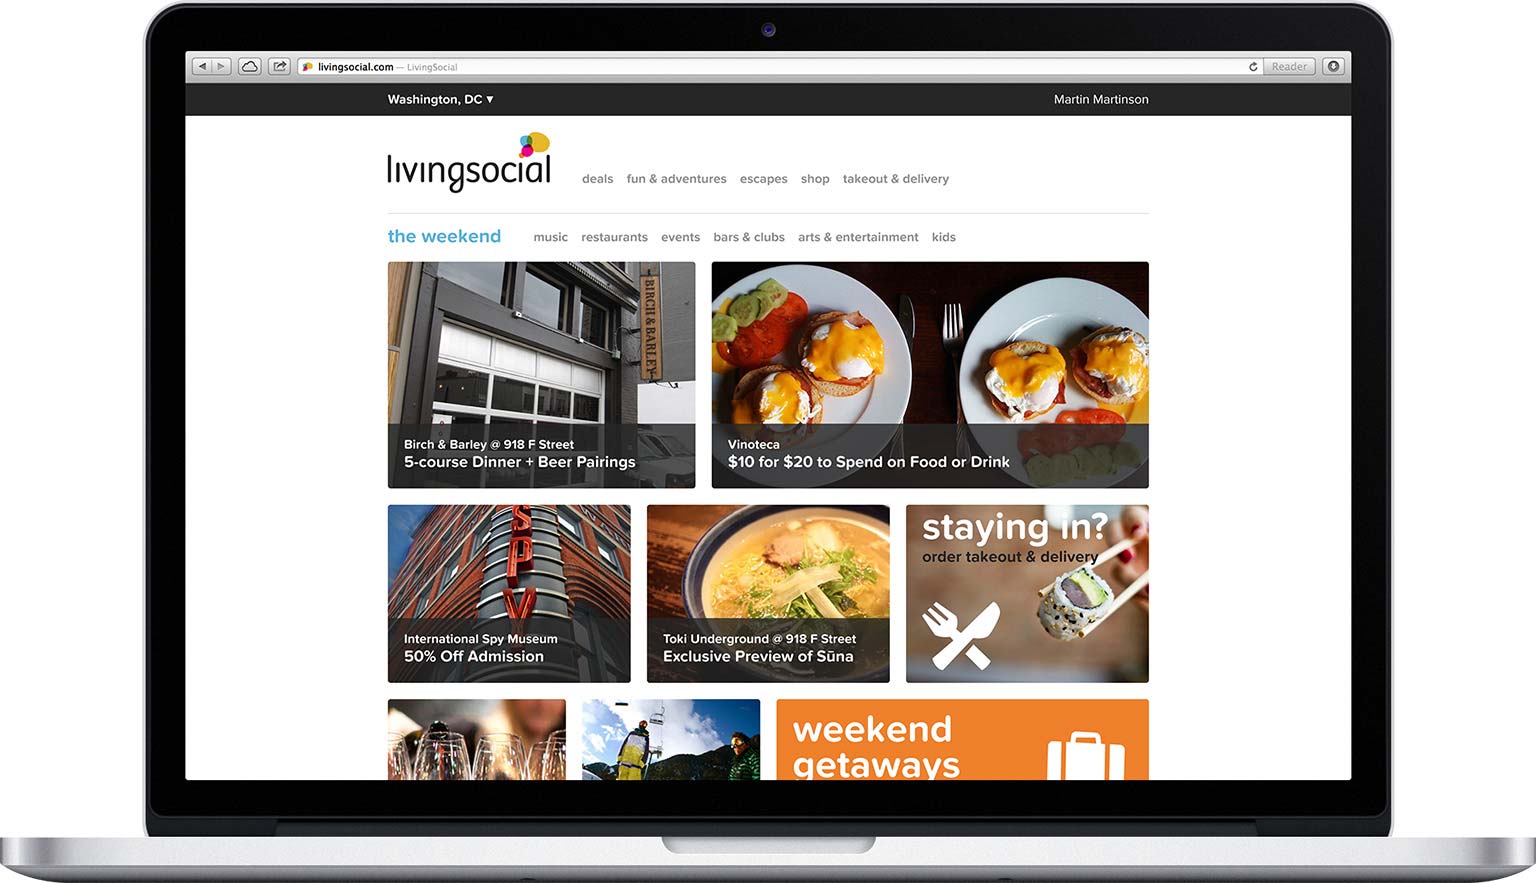 livingsocial.com — LivingSocial
Reader
Washington, DC ▾
Martin Martinson
livingsocial
deals fun & adventures escapes shop takeout & delivery
the weekend
music restaurants events bars & clubs arts & entertainment kids
BIRCH & BARLEY
Birch & Barley @ 918 F Street
5-course Dinner + Beer Pairings
Vinoteca
$10 for $20 to Spend on Food or Drink
SPY
International Spy Museum
50% Off Admission
Toki Underground @ 918 F Street
Exclusive Preview of Sūna
staying in?
order takeout & delivery
weekend
getaways